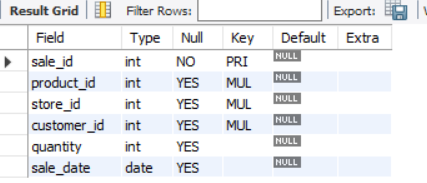 Result Grid Filter Rows: Export:
Field Type Null Key Default Extra
sale_id int NO PRI NULL
product_id int YES MUL NULL
store_id int YES MUL NULL
customer_id int YES MUL NULL
quantity int YES NULL
sale_date date YES NULL